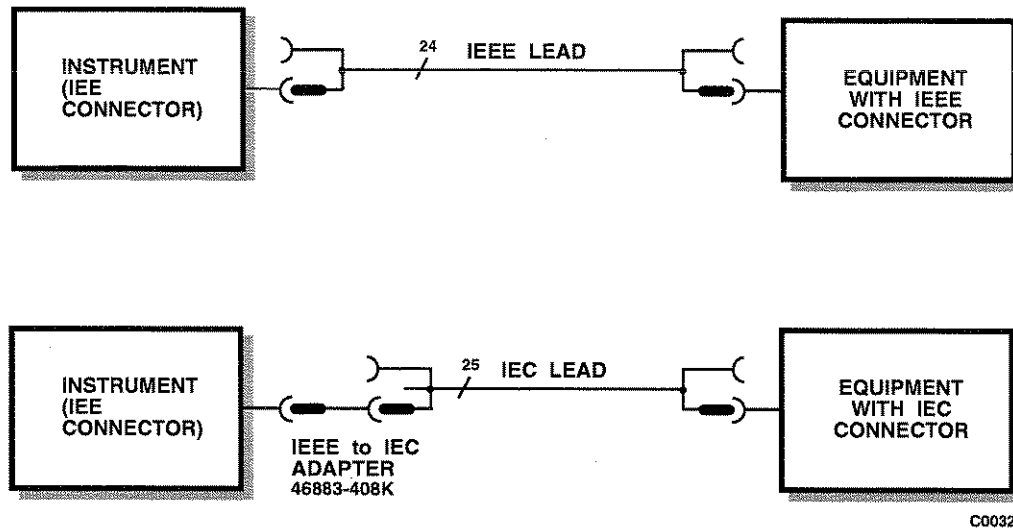 INSTRUMENT
(IEE
CONNECTOR)
24
IEEE LEAD
EQUIPMENT
WITH IEEE
CONNECTOR
INSTRUMENT
(IEE
CONNECTOR)
IEEE to IEC
ADAPTER
46883-408K
25
IEC LEAD
EQUIPMENT
WITH IEC
CONNECTOR
C0032